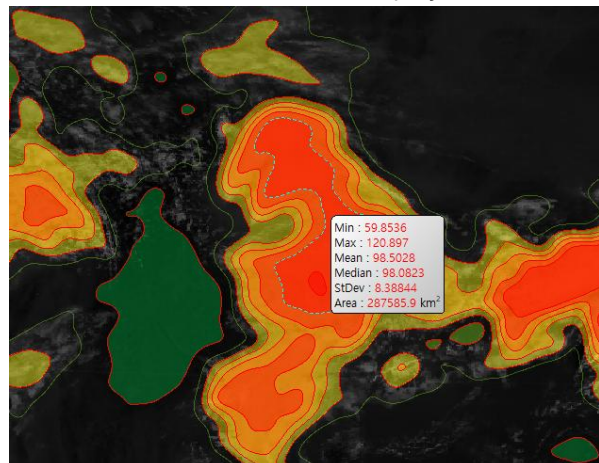 Min : 59.8536
Max : 120.897
Mean : 98.5028
Median : 98.0823
StDev : 8.38844
Area : 287585.9 km²